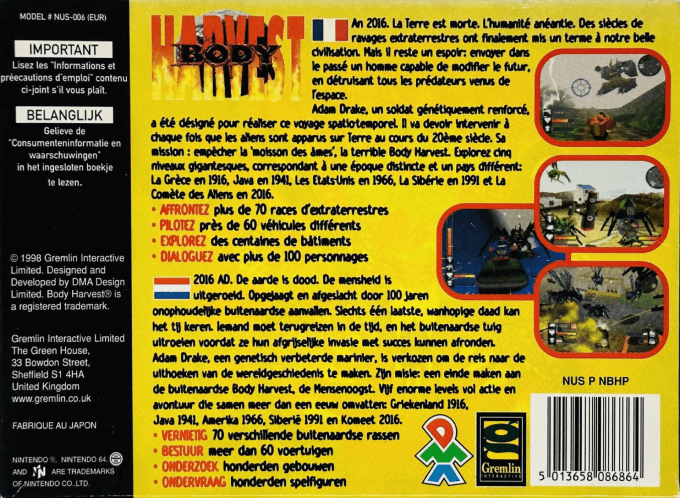 MODEL # NUS-006 (EUR)
IMPORTANT
Lisez les "Informations et
préecautions d'emploi" contenu
ci-joint s'il vous plaît.
BELANGLIJK
Gelieve de
"Consumenteninformatie en
waarschuwingen"
in het ingesloten boekje
te lezen.
© 1998 Gremlin Interactive
Limited. Designed and
Developed by DMA Design
Limited. Body Harvest® is
a registered trademark.
Gremlin Interactive Limited
The Green House,
33 Bowdon Street,
Sheffield S1 4HA
United Kingdom
www.gremlin.co.uk
FABRIQUE AU JAPON
NINTENDO®, NINTENDO 64,
AND N ARE TRADEMARKS
OF NINTENDO CO., LTD.
HARVEST
BODY
An 2016. La Terre est morte. L'humanité anéantie. Des siècles de
ravages extraterrestres ont finalement mis un terme à notre belle
civilisation. Mais il reste un espoir: envoyer dans
le passé un homme capable de modifier le futur,
en détruisant tous les prédateurs venus de
l'espace.
Adam Drake, un soldat génétiquement renforcé,
a été désigné pour réaliser ce voyage spatio-temporel. Il va devoir intervenir à
chaque fois que les aliens sont apparus sur Terre au cours du 20ème siècle. Sa
mission : empêcher la 'moisson des âmes', la terrible Body Harvest. Explorez cinq
niveaux gigantesques, correspondant à une époque distincte et un pays différent:
La Grèce en 1916, Java en 1941, Les Etats-Unis en 1966, La Sibérie en 1991 et La
Comète des Aliens en 2016.
• AFFRONTEZ plus de 70 races d'extraterrestres
• PILOTEZ près de 60 véhicules différents
• EXPLOREZ des centaines de bâtiments
• DIALOGUEZ avec plus de 100 personnages
2016 AD. De aarde is dood. De mensheid is
uitgeroeid. Opgejaagt en afgeslacht door 100 jaren
onophoudelijke buitenaardse aanvallen. Slechts één laatste, wanhopige daad kan
het tij keren. Iemand moet terugreizen in de tijd, en het buitenaardse tuig
uitroeien voordat ze hun afgrijselijke invasie met succes kunnen afronden.
Adam Drake, een genetisch verbeterde marinier, is verkozen om de reis naar de
uithoeken van de wereldgeschiedenis te maken. Zijn misie: een einde maken aan
de buitenaardse Body Harvest, de Mensenoogst. Vijf enorme levels vol actie en
avontuur die samen meer dan een eeuw omvatten: Griekenland 1916,
Java 1941, Amerika 1966, Siberië 1991 en Komeet 2016.
• VERNIETIG 70 verschillende buitenaardse rassen
• BESTUUR meer dan 60 voertuigen
• ONDERZOEK honderden gebouwen
• ONDERVRAAG honderden spelfiguren
DMA
Gremlin
INTERACTIVE
NUS P NBHP
5 013658 086864